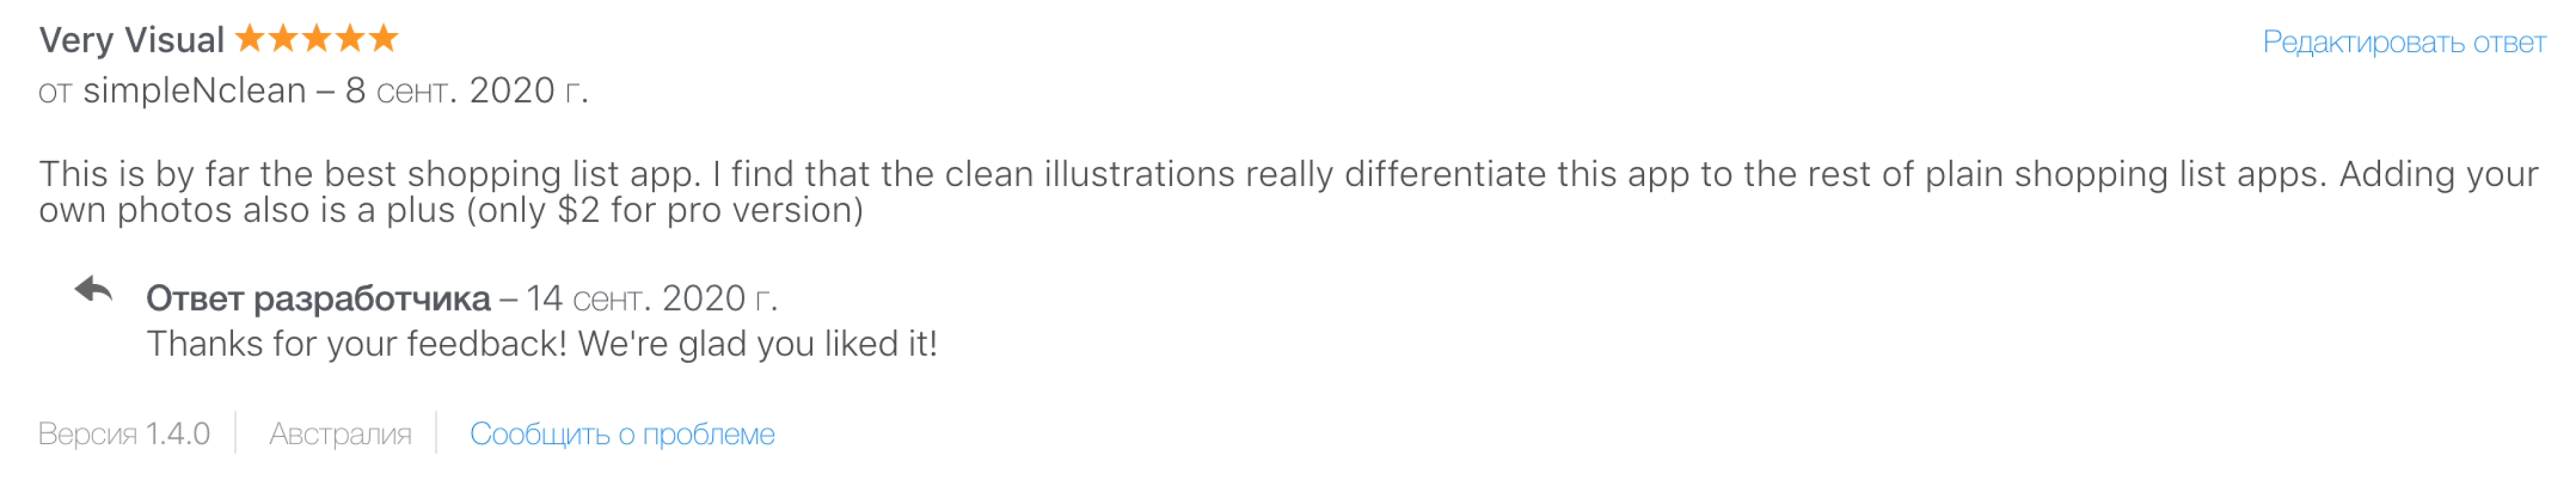 Very Visual ★★★★★ Редактировать ответ
от simpleNclean – 8 сент. 2020 г.
This is by far the best shopping list app. I find that the clean illustrations really differentiate this app to the rest of plain shopping list apps. Adding your
own photos also is a plus (only $2 for pro version)
Ответ разработчика – 14 сент. 2020 г.
Thanks for your feedback! We're glad you liked it!
Версия 1.4.0 Австралия Сообщить о проблеме